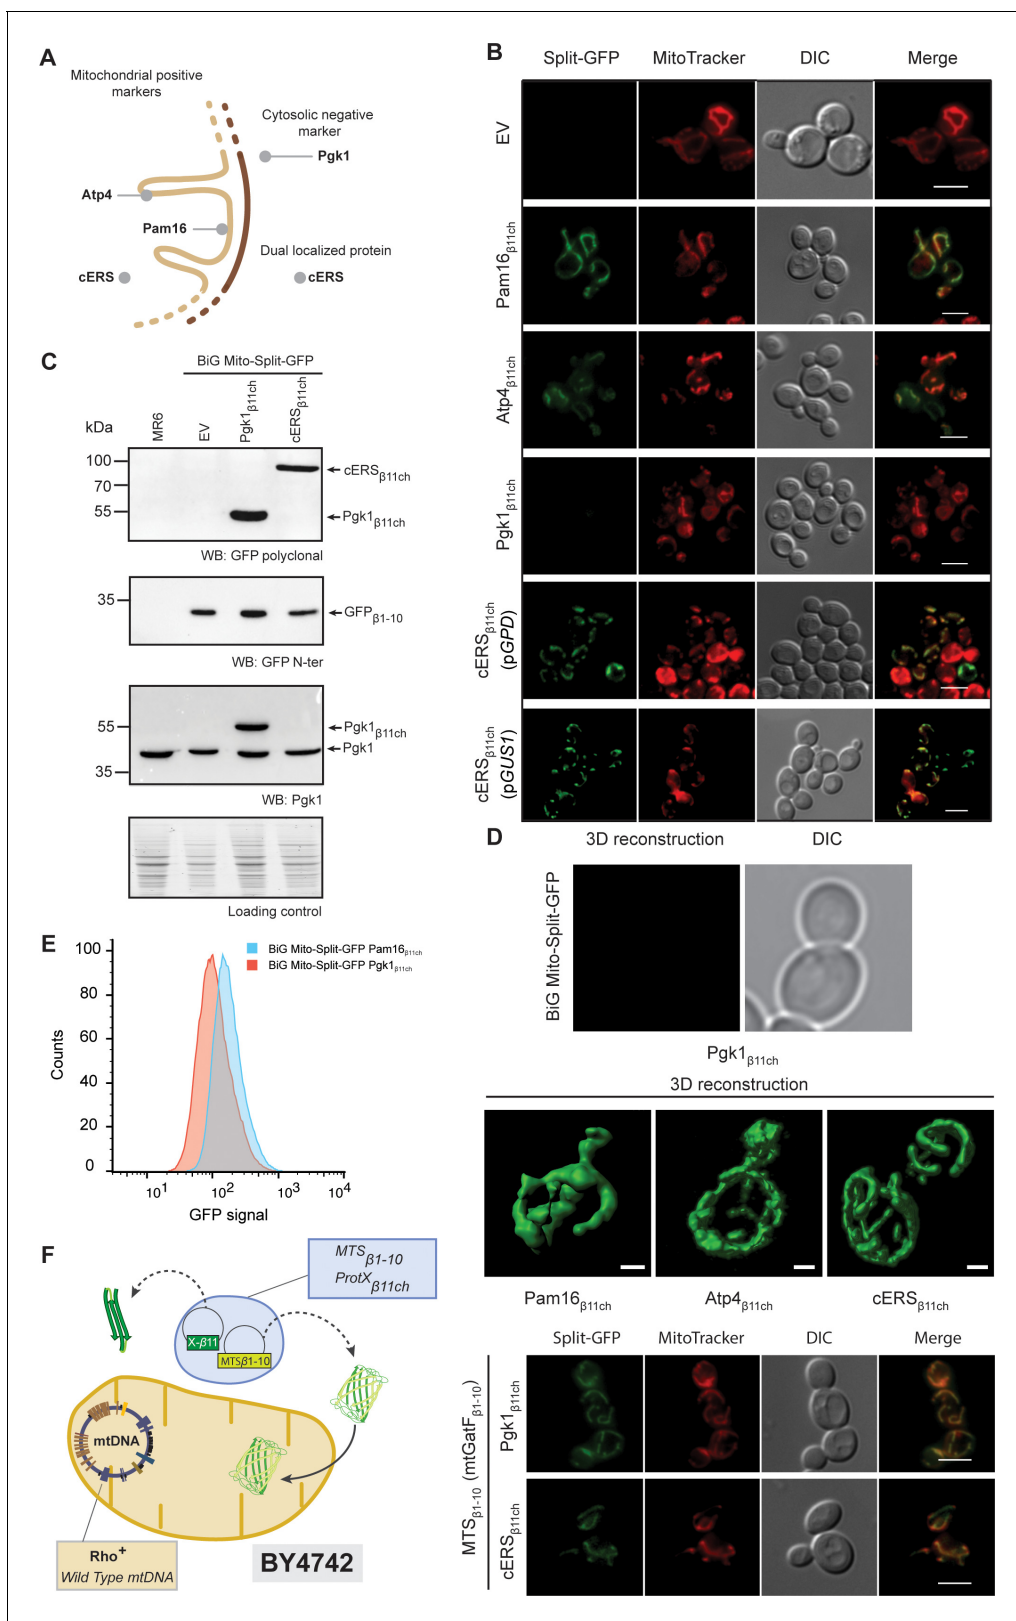 A
Mitochondrial positive
markers
Cytosolic negative
marker
Pgk1
Atp4
Pam16
Dual localized protein
cERS
cERS
B
Split-GFP MitoTracker DIC Merge
EV
Pam16β11ch
Atp4β11ch
Pgk1β11ch
cERSβ11ch
(pGPD)
cERSβ11ch
(pGUS1)
C
BiG Mito-Split-GFP
kDa
MR6
EV
Pgk1β11ch
cERSβ11ch
100
70
55
cERSβ11ch
Pgk1β11ch
WB: GFP polyclonal
35
GFPβ1-10
WB: GFP N-ter
55
35
Pgk1β11ch
Pgk1
WB: Pgk1
Loading control
D
3D reconstruction DIC
BiG Mito-Split-GFP
Pgk1β11ch
3D reconstruction
Pam16β11ch Atp4β11ch cERSβ11ch
E
BiG Mito-Split-GFP Pam16β11ch
BiG Mito-Split-GFP Pgk1β11ch
Counts
100
80
60
40
20
0
10¹ 10² 10³ 10⁴
GFP signal
F
MTSβ1-10
ProtXβ11ch
X-β11
MTSβ1-10
mtDNA
Rho⁺
Wild Type mtDNA
BY4742
Split-GFP MitoTracker DIC Merge
MTSβ1-10 (mtGatFβ1-10)
Pgk1β11ch
cERSβ11ch